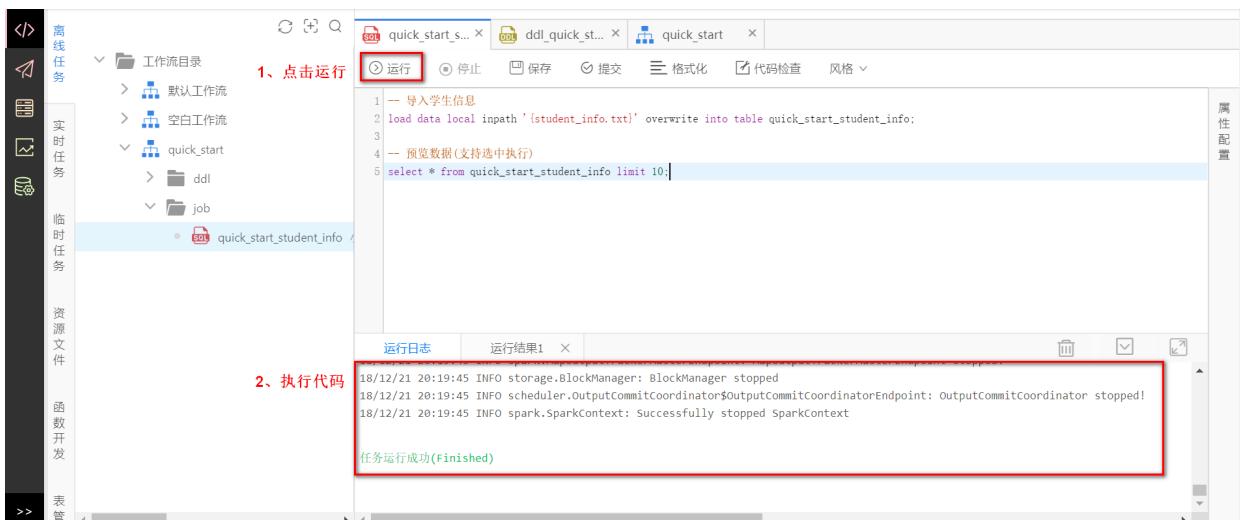 </>
离线任务
实时任务
临时任务
资源文件
函数开发
表管
>>
工作流目录
默认工作流
空白工作流
quick_start
ddl
job
SQL quick_start_student_info
1、点击运行
2、执行代码
SQL quick_start_s... ×
DDL ddl_quick_st... ×
quick_start ×
运行 停止 保存 提交 格式化 代码检查 风格
1 -- 导入学生信息
2 load data local inpath '{student_info.txt}' overwrite into table quick_start_student_info;
3
4 -- 预览数据(支持选中执行)
5 select * from quick_start_student_info limit 10;
属性配置
运行日志 运行结果1 ×
18/12/21 20:19:45 INFO storage.BlockManager: BlockManager stopped
18/12/21 20:19:45 INFO scheduler.OutputCommitCoordinator$OutputCommitCoordinatorEndpoint: OutputCommitCoordinator stopped!
18/12/21 20:19:45 INFO spark.SparkContext: Successfully stopped SparkContext
任务运行成功(Finished)